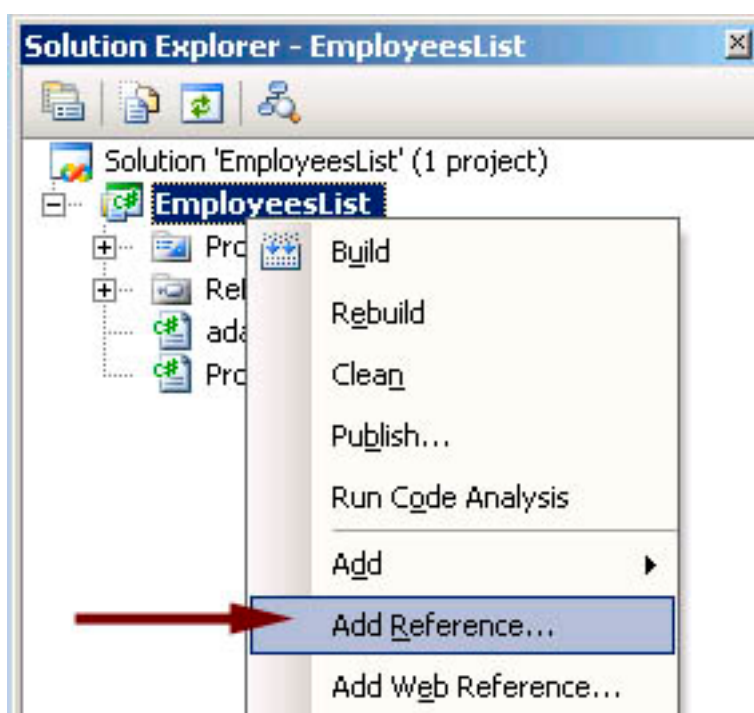 Solution Explorer - EmployeesList
Solution 'EmployeesList' (1 project)
EmployeesList
Build
Rebuild
Clean
Publish...
Run Code Analysis
Add
Add Reference...
Add Web Reference...